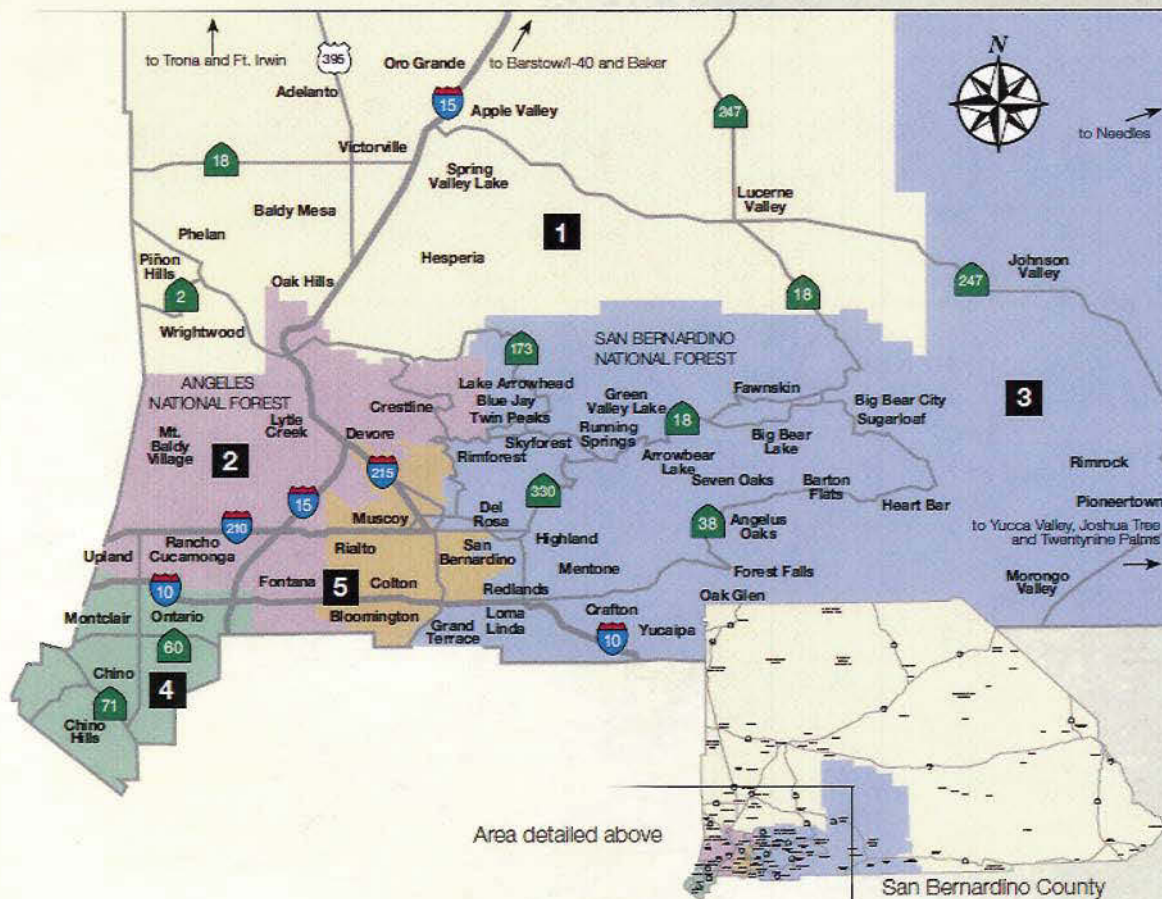 to Trona and Ft. Irwin
395
Oro Grande
to Barstow/I-40 and Baker
N
Adelanto
15
Apple Valley
247
to Needles
Victorville
18
Spring
Valley Lake
Lucerne
Valley
Baldy Mesa
Phelan
1
Piñon
Hills
Hesperia
Johnson
Valley
Oak Hills
247
2
18
Wrightwood
173
SAN BERNARDINO
NATIONAL FOREST
ANGELES
NATIONAL FOREST
Lake Arrowhead
Blue Jay
Twin Peaks
Green
Valley Lake
Fawnskin
Big Bear City
Sugarloaf
3
Crestline
Lytle
Creek
18
Running
Springs
Mt.
Baldy
Village
Devore
Skyforest
Big Bear
Lake
2
Rimforest
Arrowbear
Lake
215
Seven Oaks
Barton
Flats
Rimrock
15
330
Heart Bar
Pioneertown
Del
Rosa
38
Angelus
Oaks
Muscoy
210
to Yucca Valley, Joshua Tree
and Twentynine Palms
Upland
Rancho
Cucamonga
Rialto
San
Bernardino
Highland
Mentone
Forest Falls
Morongo
Valley
10
Fontana
5
Colton
Redlands
Oak Glen
Montclair
Ontario
Bloomington
Grand
Terrace
Loma
Linda
Crafton
10
Yucaipa
60
Chino
4
71
Chino
Hills
Area detailed above
San Bernardino County